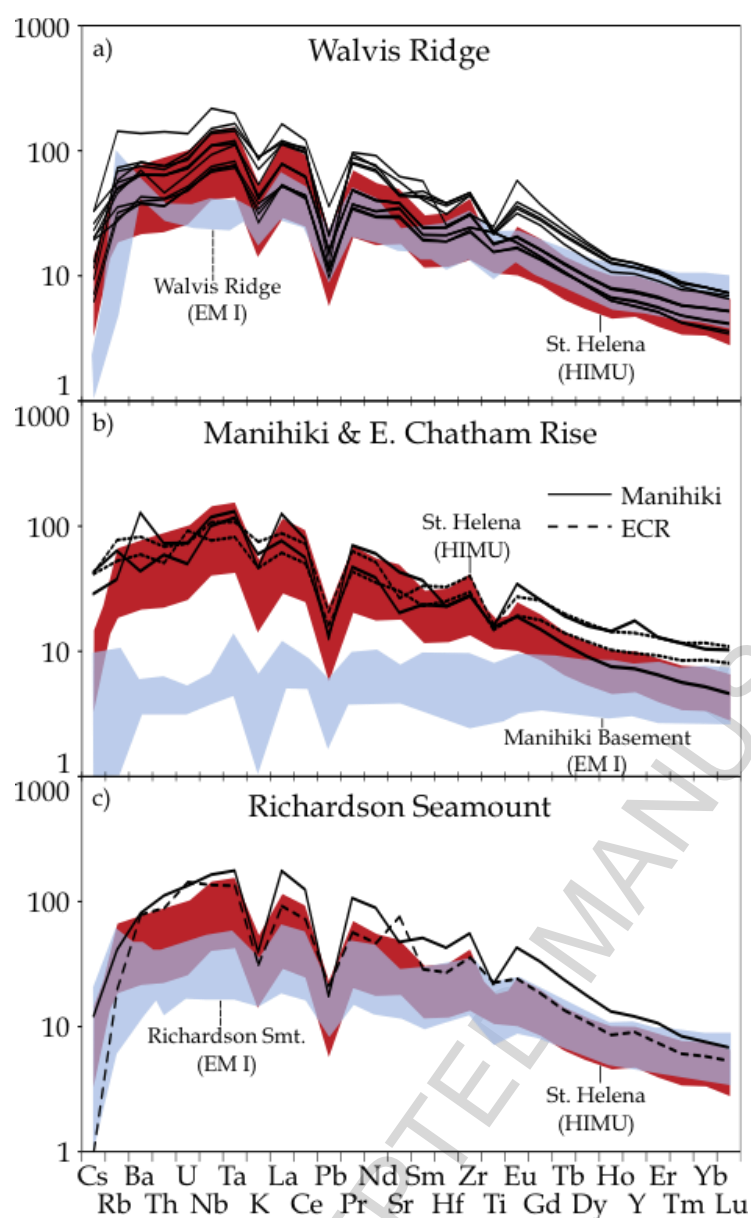 1000
a)
Walvis Ridge
100
10
1
Walvis Ridge
(EM I)
St. Helena
(HIMU)
1000
b)
Manihiki & E. Chatham Rise
100
10
1
St. Helena
(HIMU)
Manihiki
ECR
Manihiki Basement
(EM I)
1000
c)
Richardson Seamount
100
10
1
Richardson Smt.
(EM I)
St. Helena
(HIMU)
Cs Ba U Ta La Pb Nd Sm Zr Eu Tb Ho Er Yb
Rb Th Nb K Ce Pr Sr Hf Ti Gd Dy Y Tm Lu